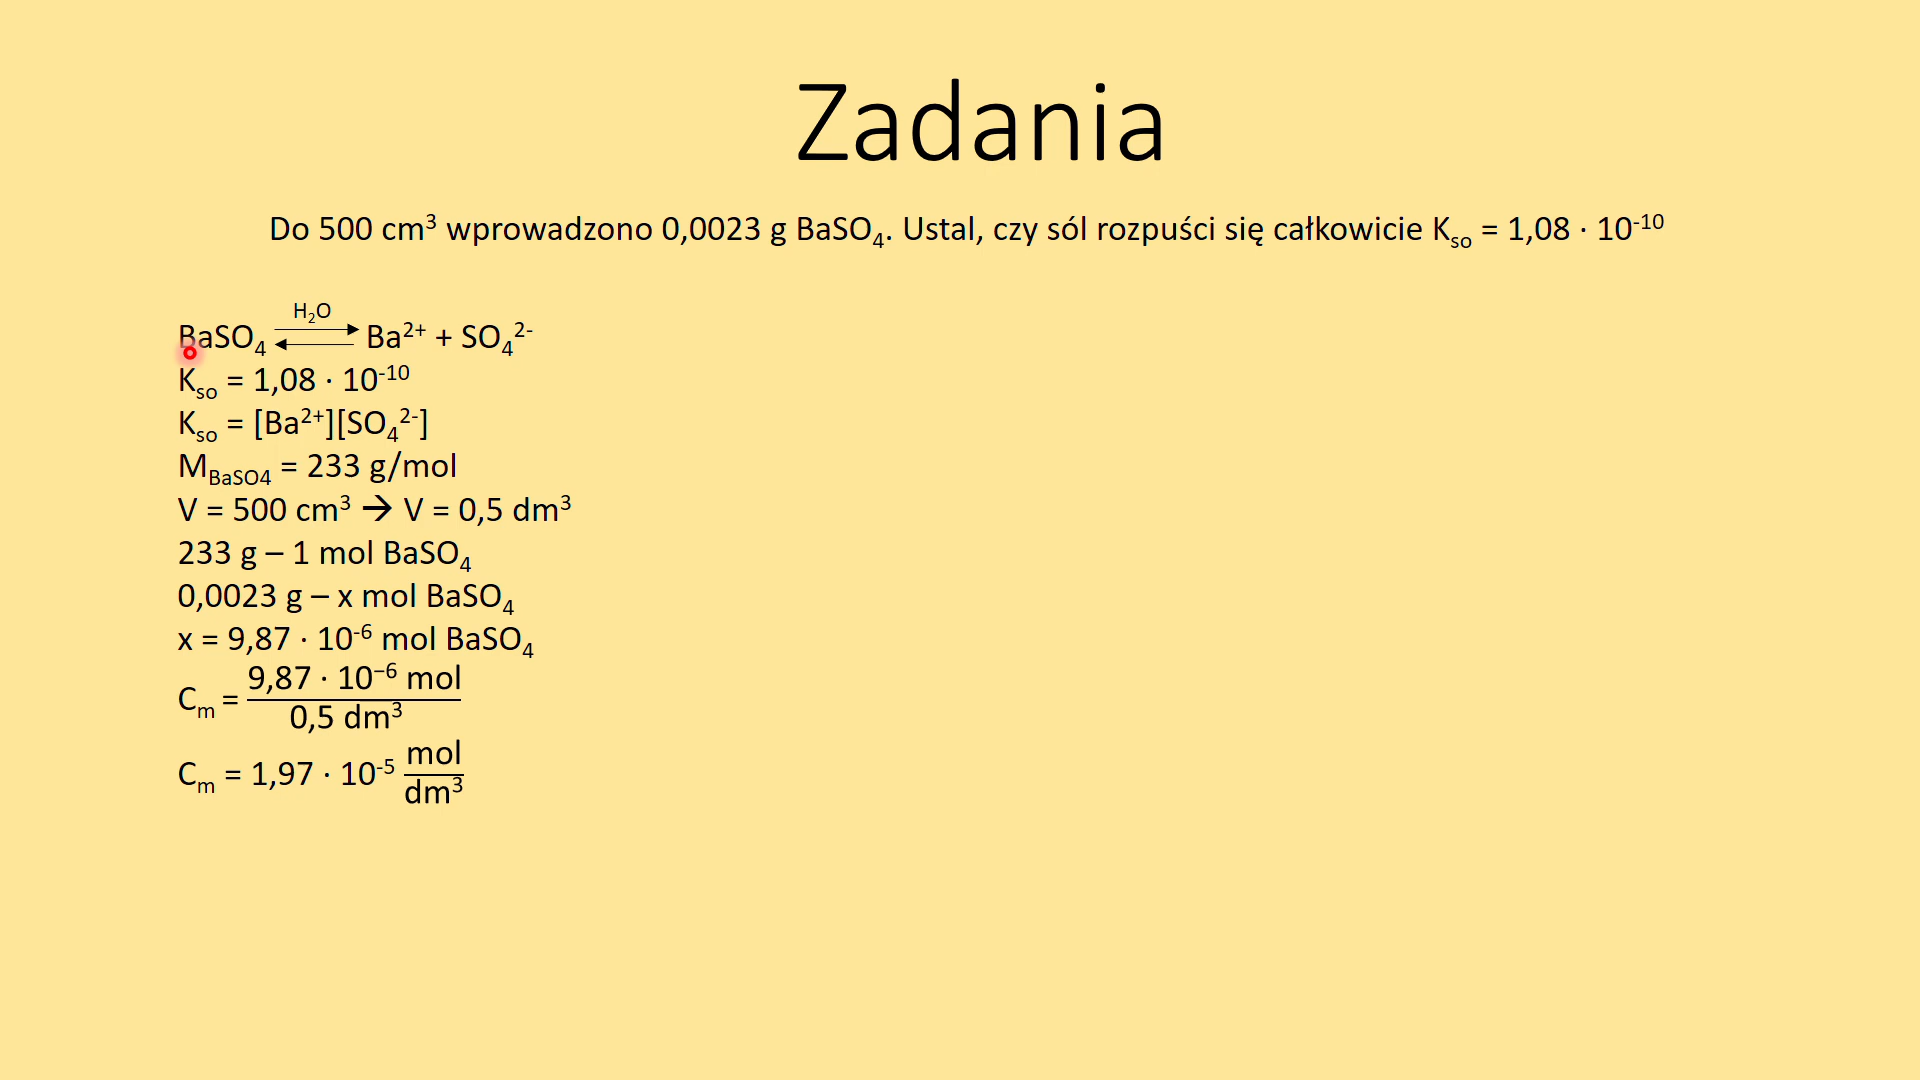 Zadania
Do 500 cm³ wprowadzono 0,0023 g BaSO₄. Ustal, czy sól rozpuści się całkowicie Kₛₒ = 1,08 · 10⁻¹⁰
H₂O
BaSO₄ ⇄ Ba²⁺ + SO₄²⁻
Kₛₒ = 1,08 · 10⁻¹⁰
Kₛₒ = [Ba²⁺][SO₄²⁻]
M_BaSO4 = 233 g/mol
V = 500 cm³ → V = 0,5 dm³
233 g – 1 mol BaSO₄
0,0023 g – x mol BaSO₄
x = 9,87 · 10⁻⁶ mol BaSO₄
Cₘ = 9,87 · 10⁻⁶ mol / 0,5 dm³
Cₘ = 1,97 · 10⁻⁵ mol / dm³